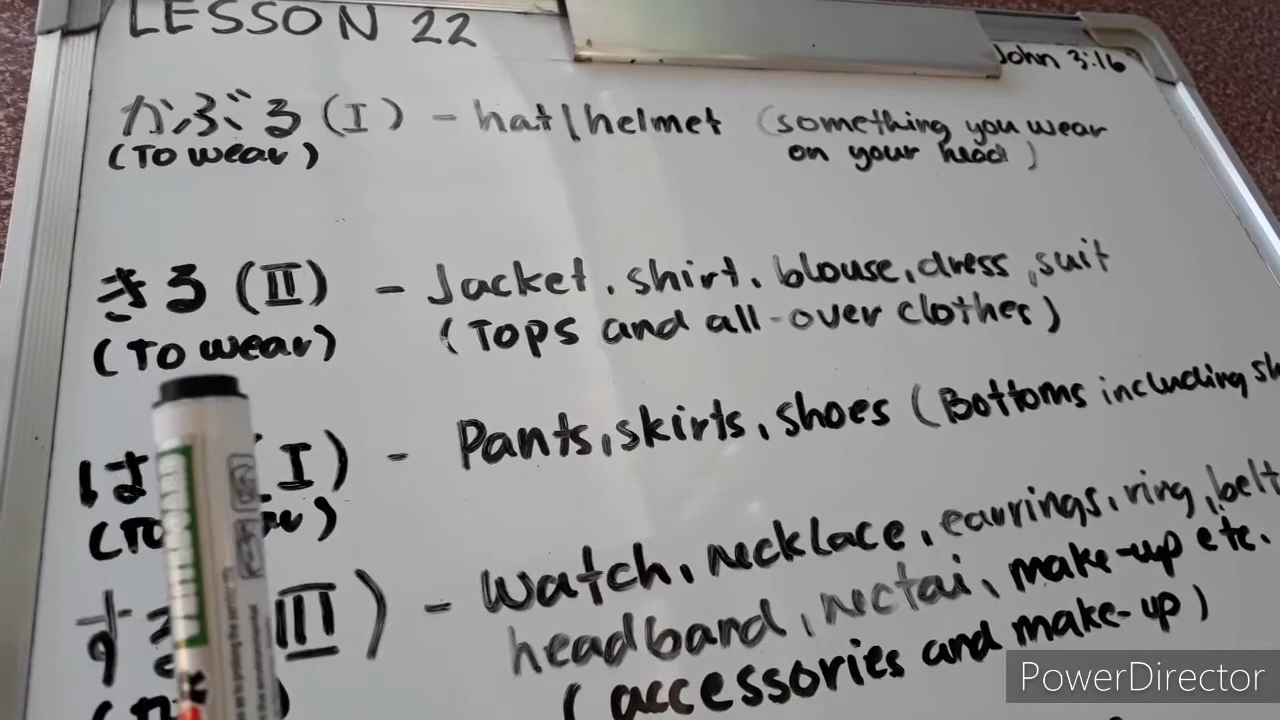 LESSON 22
John 3:16
かぶる (I) - hat/helmet (something you wear
on your head)
(To wear)
きる (II) - Jacket, shirt, blouse, dress, suit
(To wear) (Tops and all-over clothes)
は (I) - Pants, skirts, shoes (Bottoms including
III) - Watch, necklace, earrings, ring, belt
headband, nectai, make-up etc.
(accessories and make-up)
PowerDirector